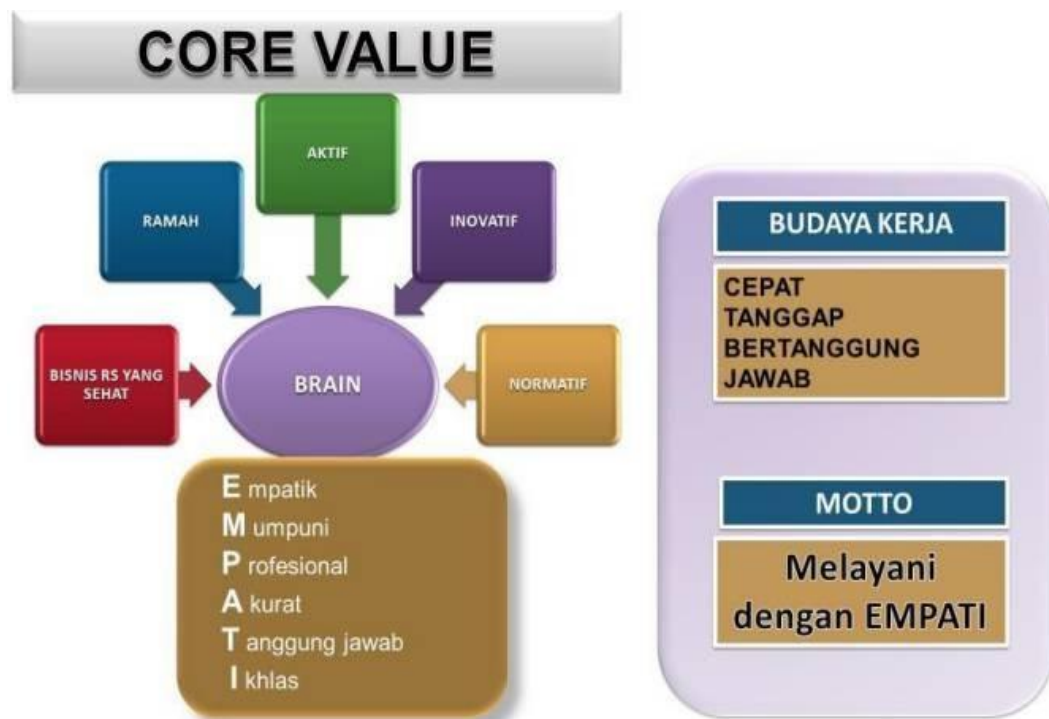 CORE VALUE
AKTIF
RAMAH
INOVATIF
BISNIS RS YANG
SEHAT
BRAIN
NORMATIF
E mpatik
M umpuni
P rofesional
A kurat
T anggung jawab
I khlas
BUDAYA KERJA
CEPAT
TANGGAP
BERTANGGUNG
JAWAB
MOTTO
Melayani
dengan EMPATI